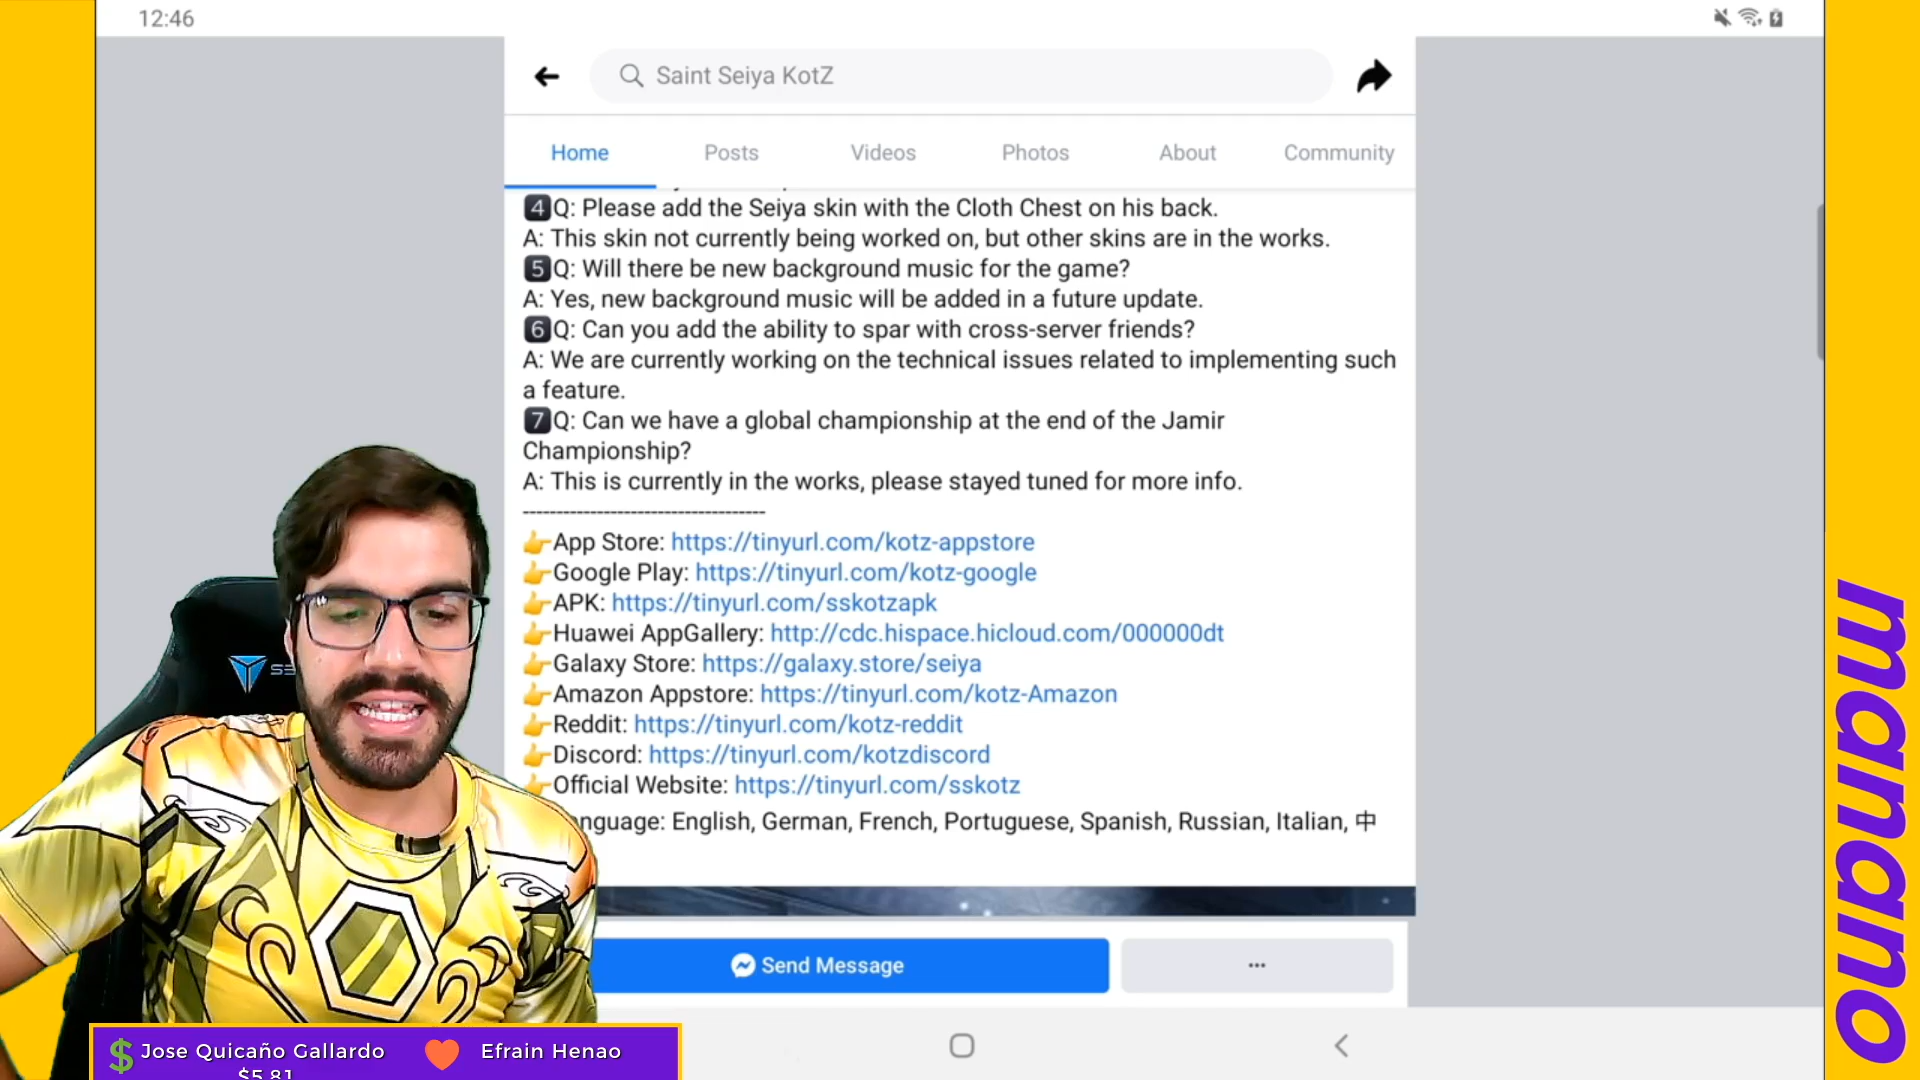 12:46
Saint Seiya KotZ
Home Posts Videos Photos About Community
4 Q: Please add the Seiya skin with the Cloth Chest on his back.
A: This skin not currently being worked on, but other skins are in the works.
5 Q: Will there be new background music for the game?
A: Yes, new background music will be added in a future update.
6 Q: Can you add the ability to spar with cross-server friends?
A: We are currently working on the technical issues related to implementing such
a feature.
7 Q: Can we have a global championship at the end of the Jamir
Championship?
A: This is currently in the works, please stayed tuned for more info.
-----------------------------------
👉App Store: https://tinyurl.com/kotz-appstore
👉Google Play: https://tinyurl.com/kotz-google
👉APK: https://tinyurl.com/sskotzapk
👉Huawei AppGallery: http://cdc.hispace.hicloud.com/000000dt
👉Galaxy Store: https://galaxy.store/seiya
👉Amazon Appstore: https://tinyurl.com/kotz-Amazon
👉Reddit: https://tinyurl.com/kotz-reddit
👉Discord: https://tinyurl.com/kotzdiscord
👉Official Website: https://tinyurl.com/sskotz
nguage: English, German, French, Portuguese, Spanish, Russian, Italian, 中
Send Message
...
manano
$ Jose Quicaño Gallardo
$5.81
Efrain Henao